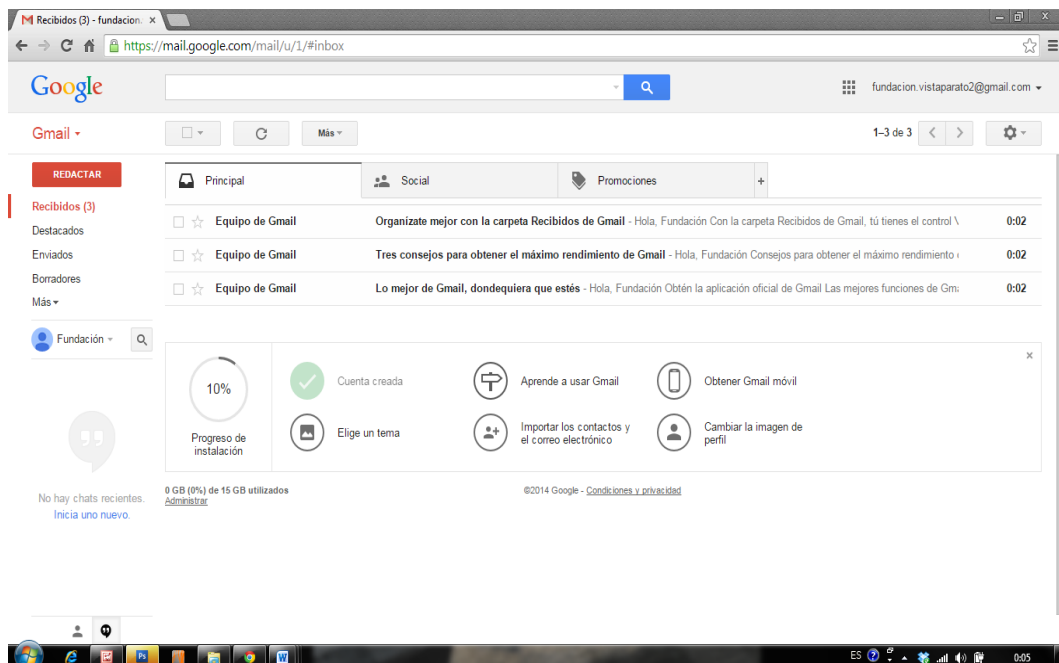 Recibidos (3) - fundacion.
https://mail.google.com/mail/u/1/#inbox
Google
fundacion.vistaparato2@gmail.com
Gmail
Más
1–3 de 3
REDACTAR
Principal
Social
Promociones
+
Recibidos (3)
Destacados
Enviados
Borradores
Más
Equipo de Gmail Organízate mejor con la carpeta Recibidos de Gmail - Hola, Fundación Con la carpeta Recibidos de Gmail, tú tienes el control 0:02
Equipo de Gmail Tres consejos para obtener el máximo rendimiento de Gmail - Hola, Fundación Consejos para obtener el máximo rendimiento 0:02
Equipo de Gmail Lo mejor de Gmail, dondequiera que estés - Hola, Fundación Obtén la aplicación oficial de Gmail Las mejores funciones de 0:02
Fundación
10%
Progreso de
instalación
Cuenta creada
Aprende a usar Gmail
Obtener Gmail móvil
Elige un tema
Importar los contactos y
el correo electrónico
Cambiar la imagen de
perfil
0 GB (0%) de 15 GB utilizados
Administrar
©2014 Google - Condiciones y privacidad
No hay chats recientes.
Inicia uno nuevo.
Ps
W
ES
0:05